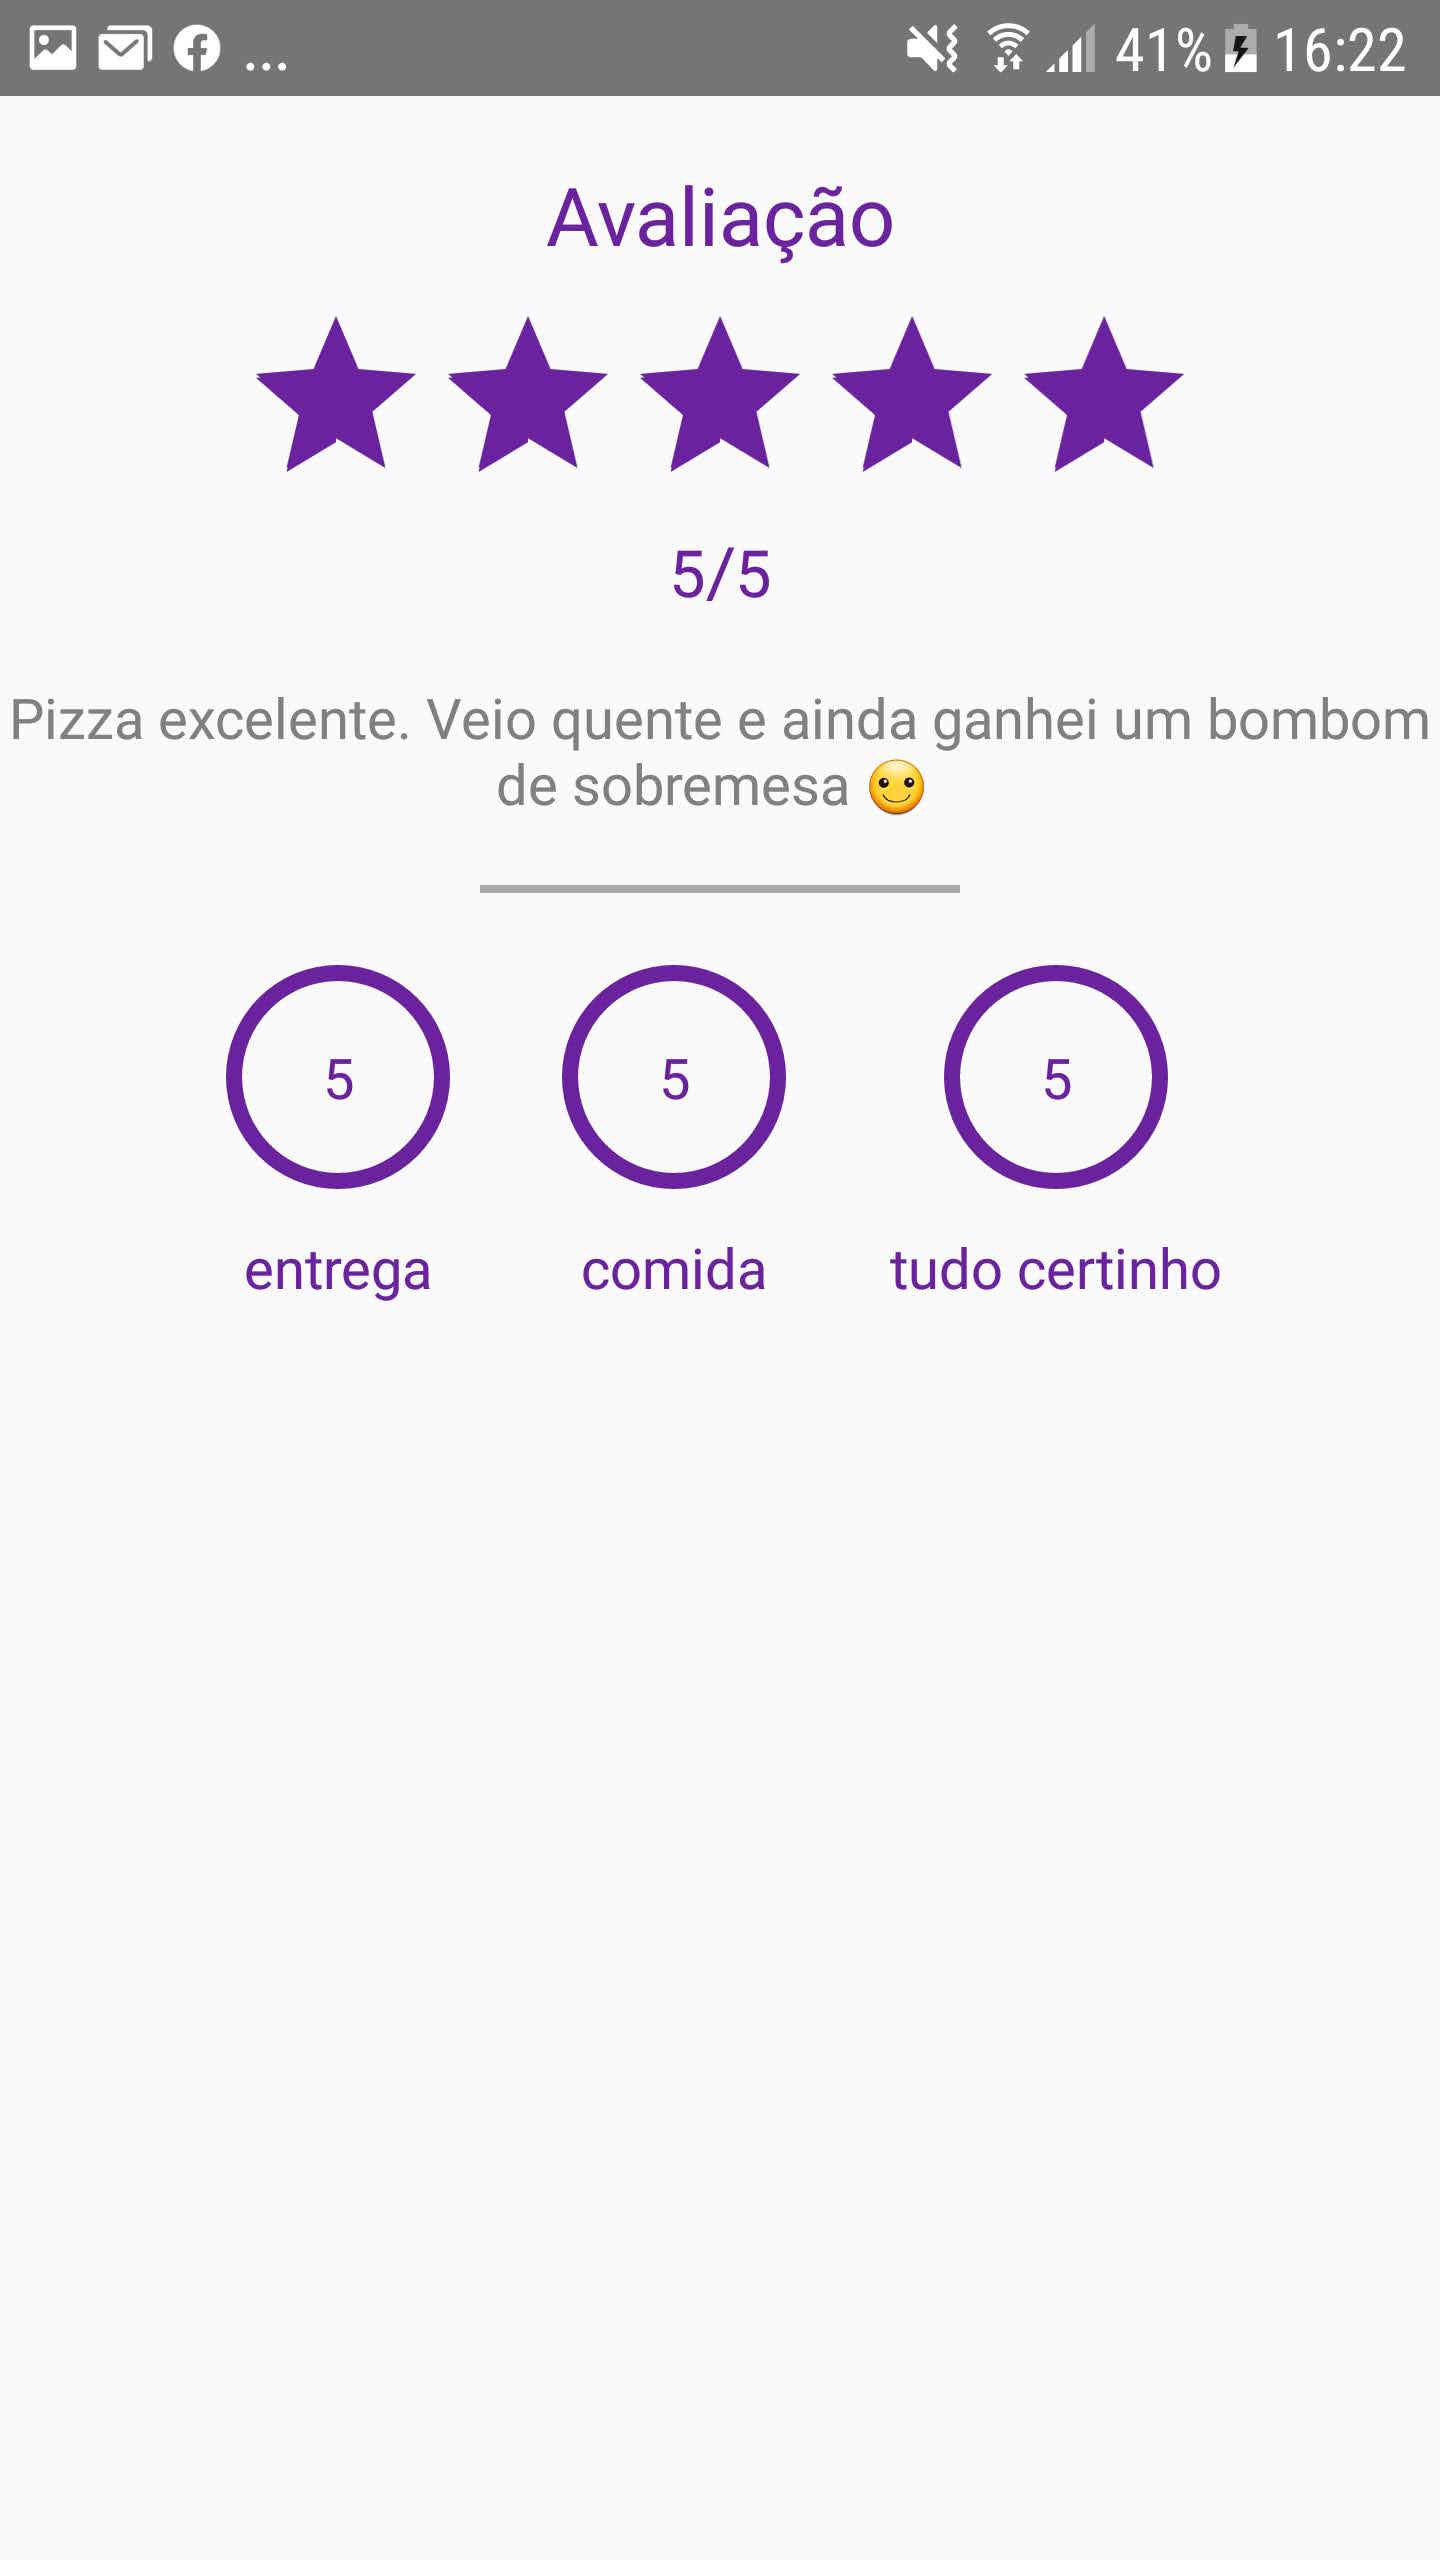 ... 41% 16:22
Avaliação
5/5
Pizza excelente. Veio quente e ainda ganhei um bombom
de sobremesa 🙂
5 5 5
entrega comida tudo certinho